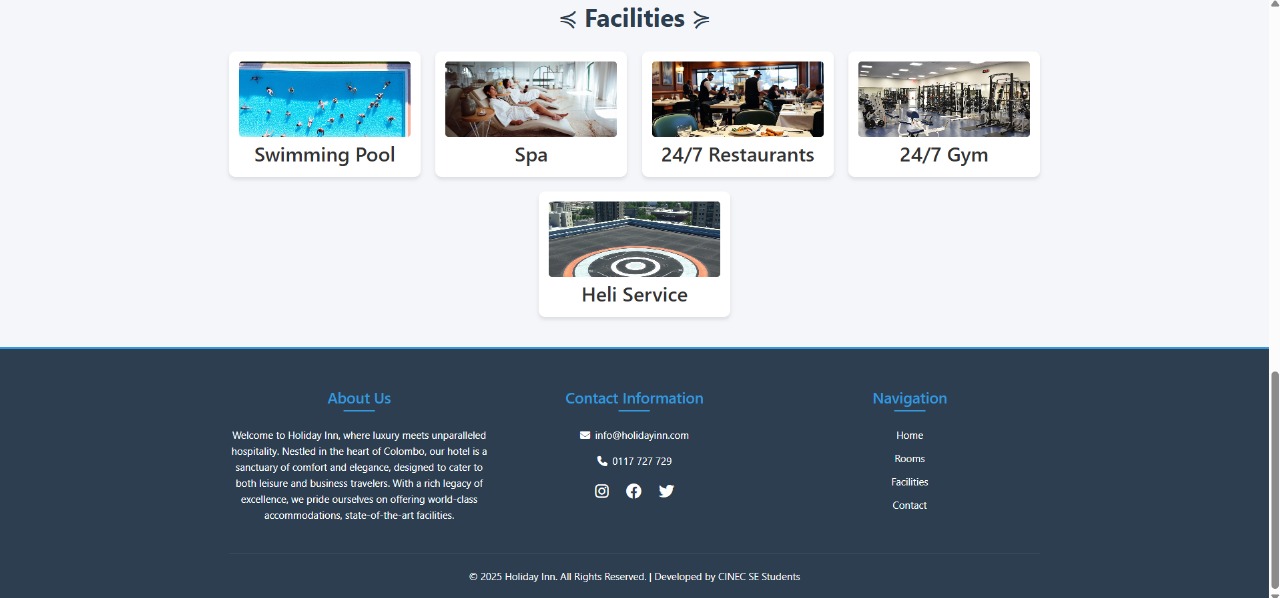 ⪪ Facilities ⪫
Swimming Pool
Spa
24/7 Restaurants
24/7 Gym
Heli Service
About Us
Welcome to Holiday Inn, where luxury meets unparalleled
hospitality. Nestled in the heart of Colombo, our hotel is a
sanctuary of comfort and elegance, designed to cater to
both leisure and business travelers. With a rich legacy of
excellence, we pride ourselves on offering world-class
accommodations, state-of-the-art facilities.
Contact Information
info@holidayinn.com
0117 727 729
Navigation
Home
Rooms
Facilities
Contact
© 2025 Holiday Inn. All Rights Reserved. | Developed by CINEC SE Students